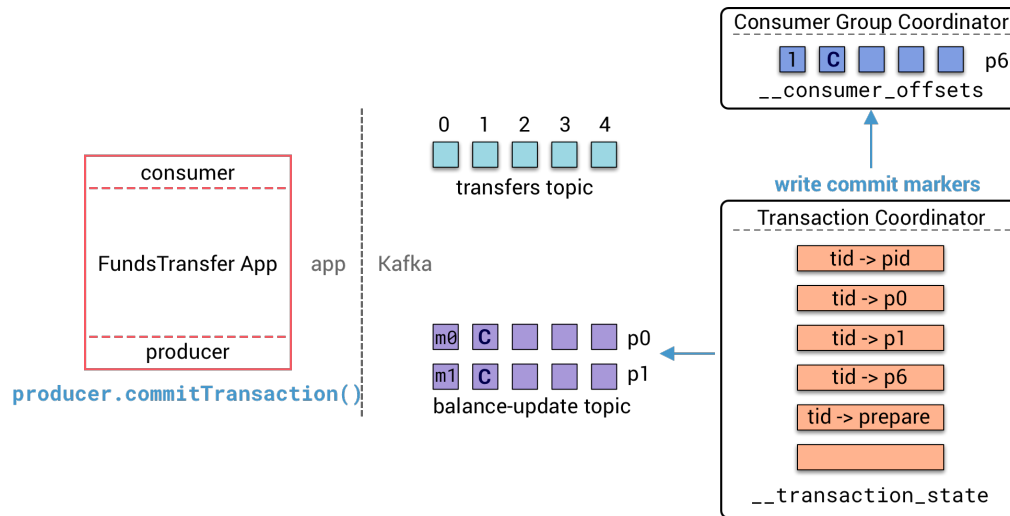 Consumer Group Coordinator
1 C
p6
__consumer_offsets
write commit markers
0 1 2 3 4
transfers topic
consumer
FundsTransfer App
producer
producer.commitTransaction()
app
Kafka
m0 C
p0
m1 C
p1
balance-update topic
Transaction Coordinator
tid -> pid
tid -> p0
tid -> p1
tid -> p6
tid -> prepare
__transaction_state